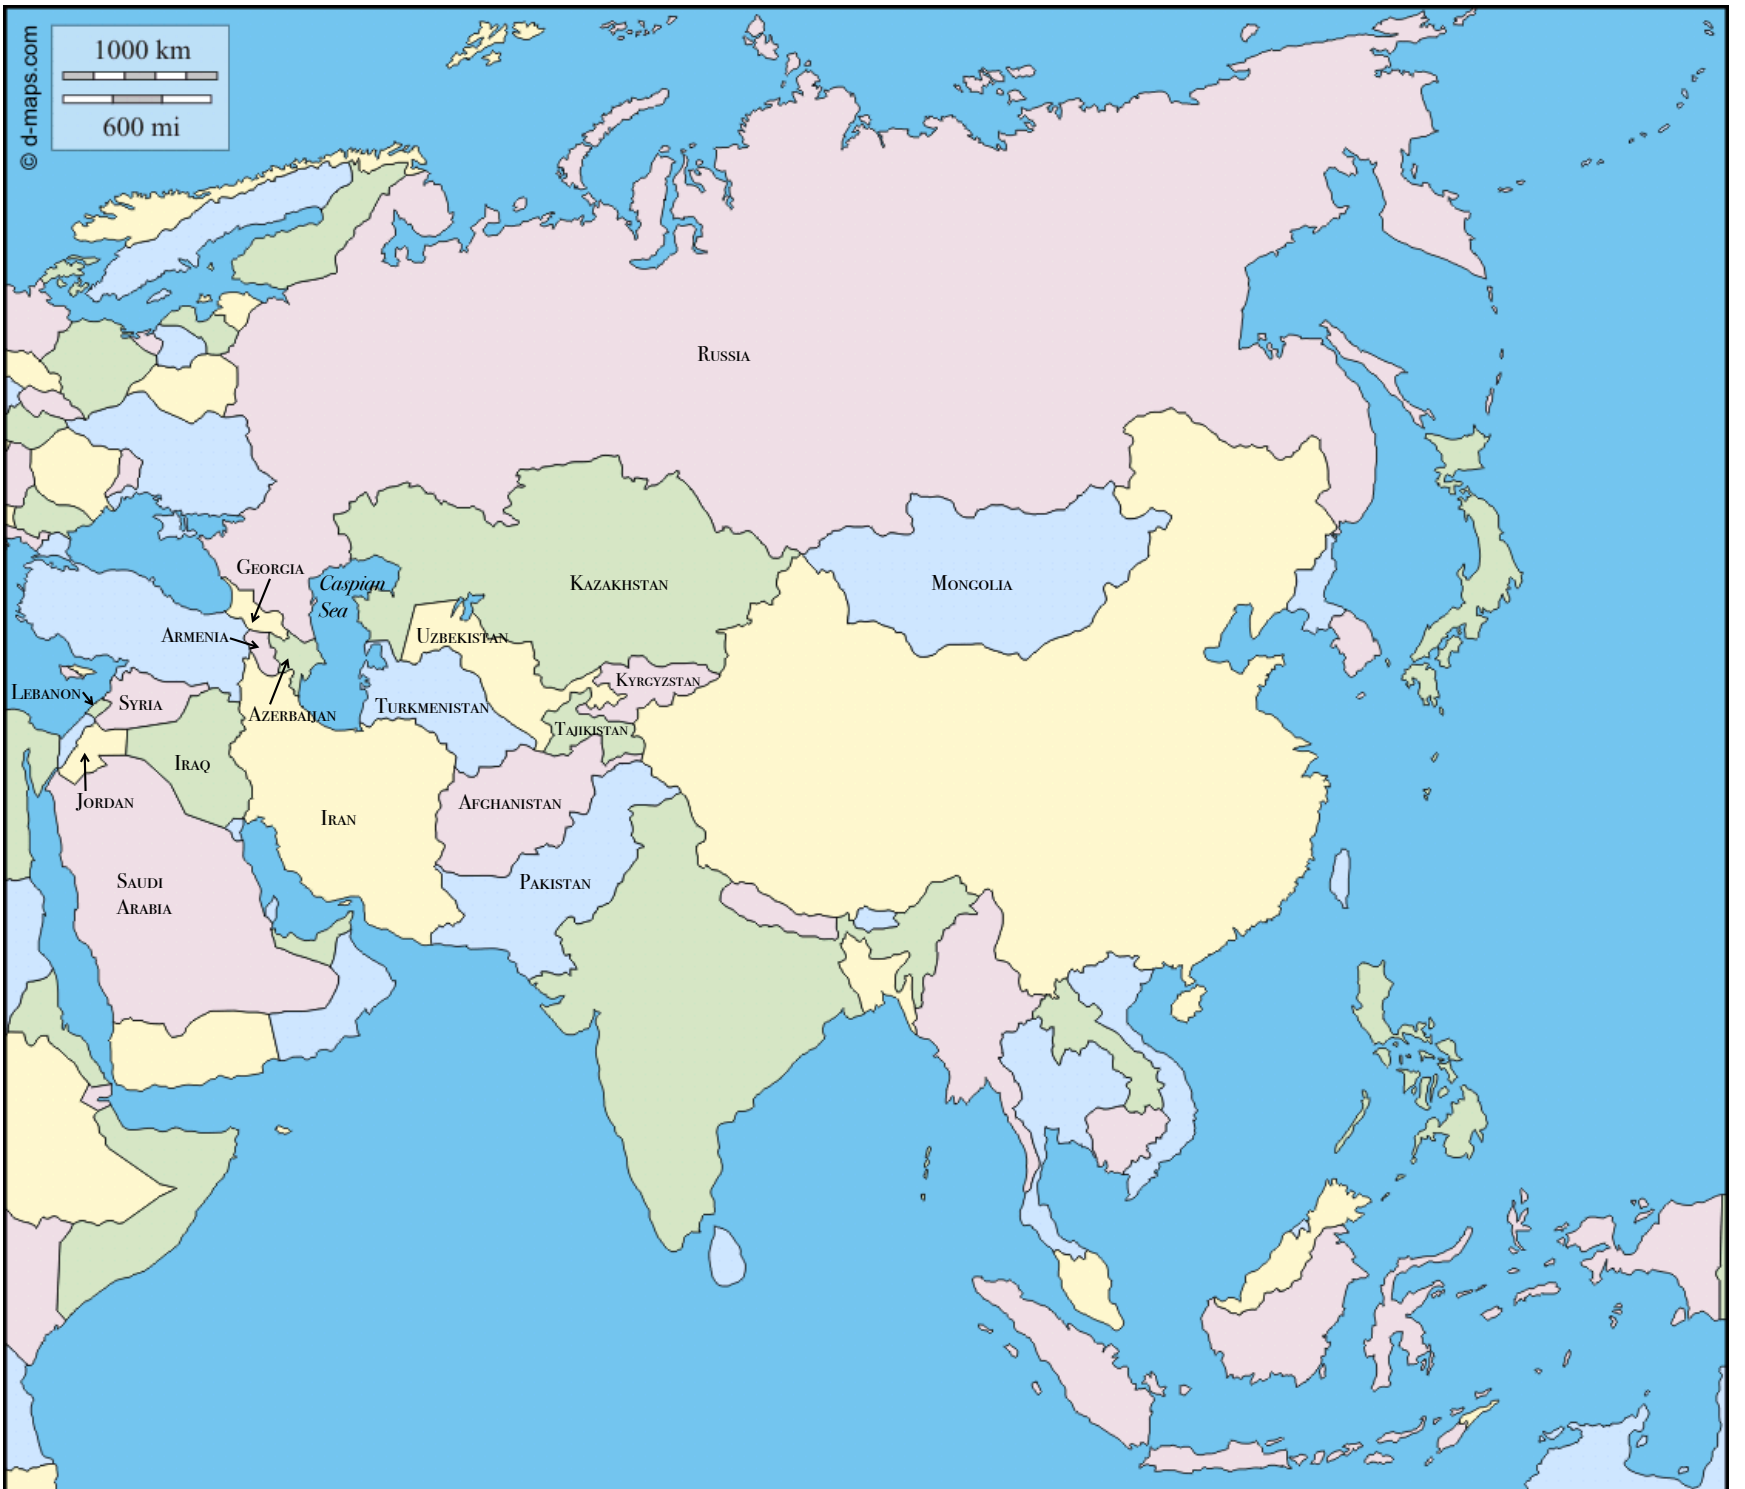 © d-maps.com
1000 km
600 mi
Russia
Georgia
Caspian
Sea
Kazakhstan
Mongolia
Armenia
Uzbekistan
Kyrgyzstan
Lebanon
Syria
Azerbaijan
Turkmenistan
Tajikistan
Iraq
Jordan
Afghanistan
Iran
Saudi
Arabia
Pakistan